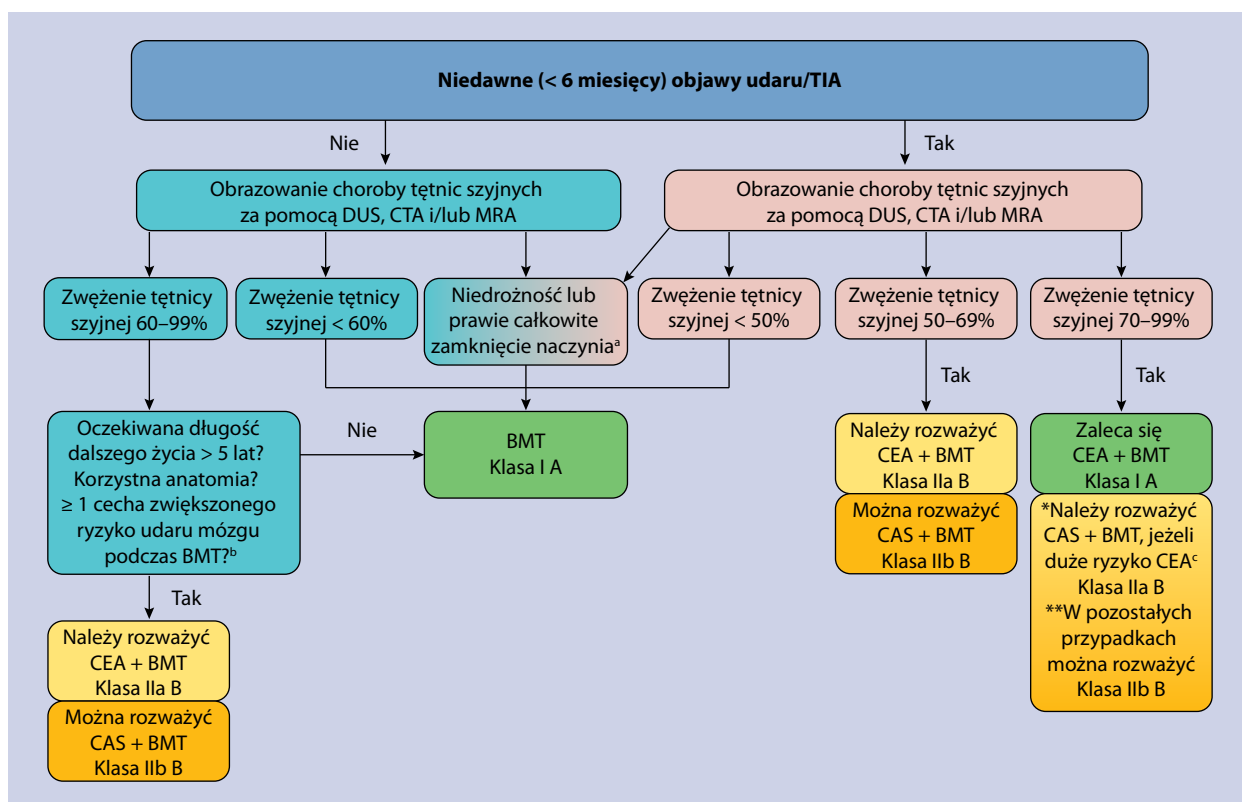 Niedawne (< 6 miesięcy) objawy udaru/TIA
Nie
Tak
Obrazowanie choroby tętnic szyjnych
za pomocą DUS, CTA i/lub MRA
Obrazowanie choroby tętnic szyjnych
za pomocą DUS, CTA i/lub MRA
Zwężenie tętnicy
szyjnej 60–99%
Zwężenie tętnicy
szyjnej < 60%
Niedrożność lub
prawie całkowite
zamknięcie naczyniaᵃ
Zwężenie tętnicy
szyjnej < 50%
Zwężenie tętnicy
szyjnej 50–69%
Zwężenie tętnicy
szyjnej 70–99%
Tak
Tak
Oczekiwana długość
dalszego życia > 5 lat?
Korzystna anatomia?
≥ 1 cecha zwiększonego
ryzyko udaru mózgu
podczas BMT?ᵇ
Nie
BMT
Klasa I A
Należy rozważyć
CEA + BMT
Klasa IIa B
Można rozważyć
CAS + BMT
Klasa IIb B
Zaleca się
CEA + BMT
Klasa I A
*Należy rozważyć
CAS + BMT, jeżeli
duże ryzyko CEAᶜ
Klasa IIa B
**W pozostałych
przypadkach
można rozważyć
Klasa IIb B
Tak
Należy rozważyć
CEA + BMT
Klasa IIa B
Można rozważyć
CAS + BMT
Klasa IIb B